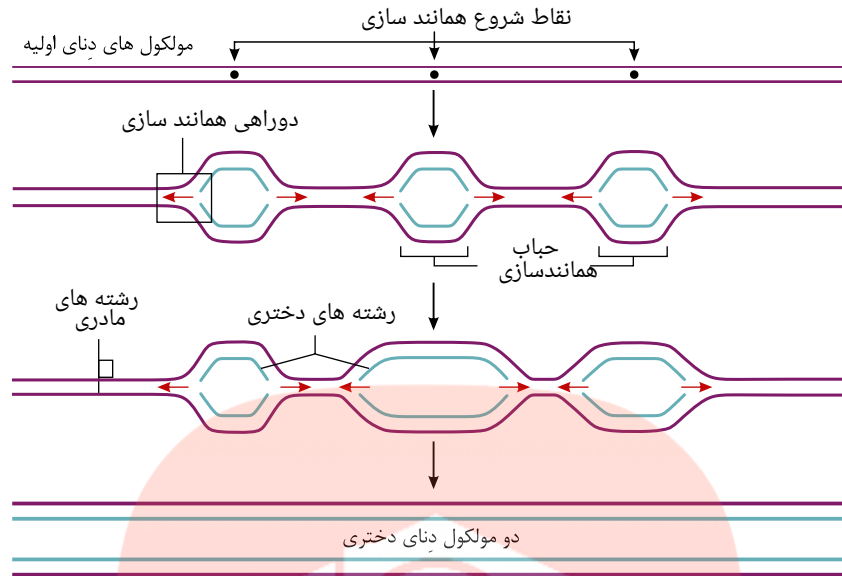 نقاط شروع همانند سازی
مولکول های دِنای اولیه
دوراهی همانند سازی
حباب
همانندسازی
رشته های
مادری
رشته های دختری
دو مولکول دِنای دختری